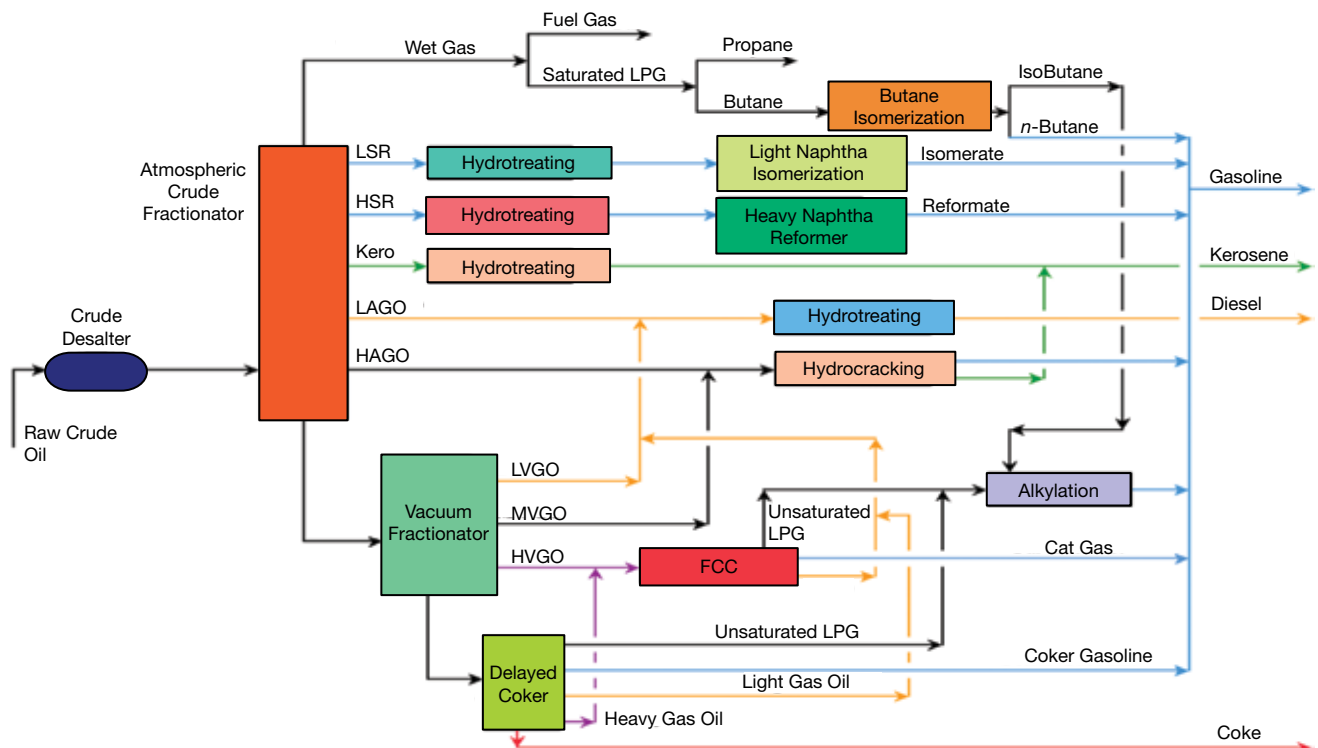 Fuel Gas
Wet Gas
Propane
Saturated LPG
IsoButane
Butane
Butane
Isomerization
n-Butane
Atmospheric
Crude
Fractionator
LSR
Hydrotreating
Light Naphtha
Isomerization
Isomerate
Gasoline
HSR
Hydrotreating
Heavy Naphtha
Reformer
Reformate
Kero
Hydrotreating
Kerosene
LAGO
Hydrotreating
Diesel
Crude
Desalter
HAGO
Hydrocracking
Raw Crude
Oil
LVGO
Vacuum
Fractionator
MVGO
Unsaturated
LPG
Alkylation
HVGO
FCC
Cat Gas
Unsaturated LPG
Delayed
Coker
Coker Gasoline
Light Gas Oil
Heavy Gas Oil
Coke